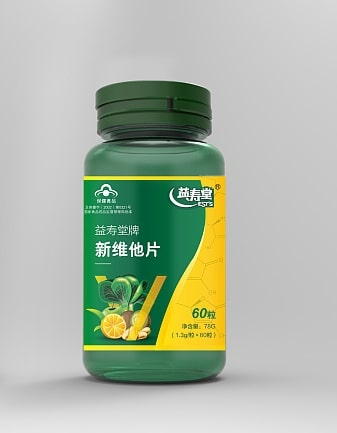 保健食品
益寿堂牌
新维他片
V
益寿堂®
ESTS
60粒
净含量：78G
（1.3g/粒×60粒）